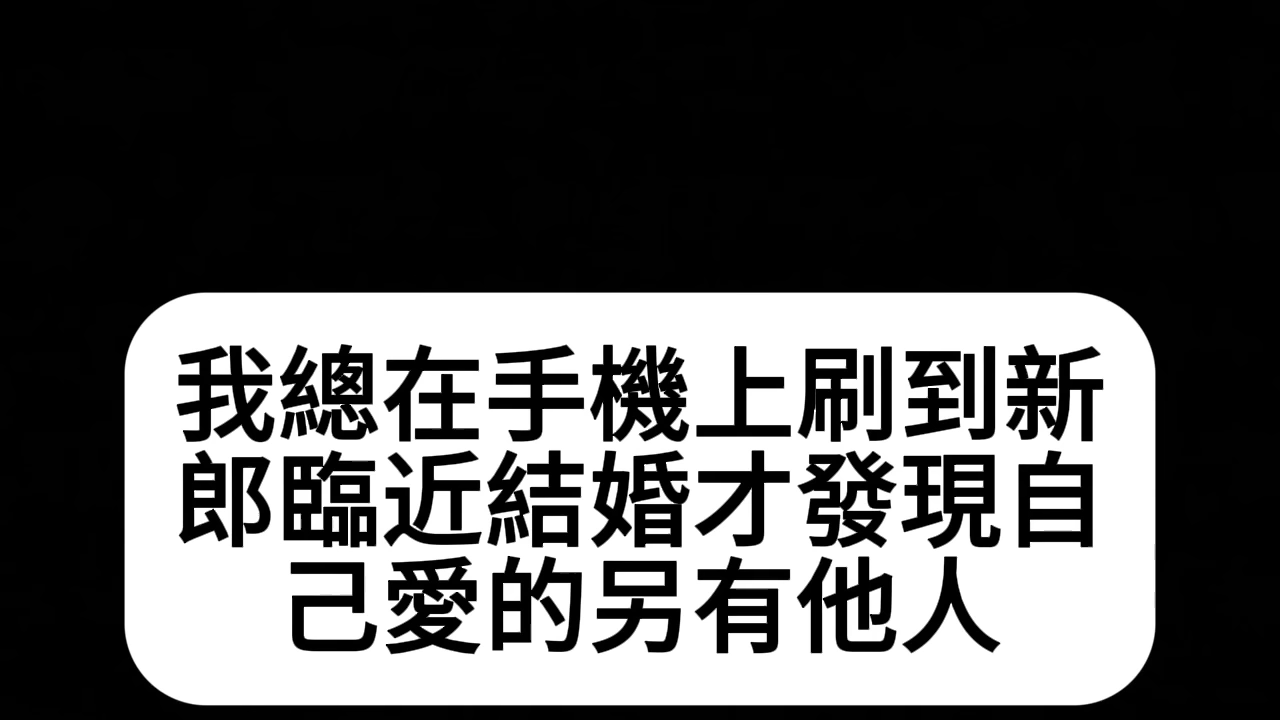 我總在手機上刷到新
郎臨近結婚才發現自
己愛的另有他人